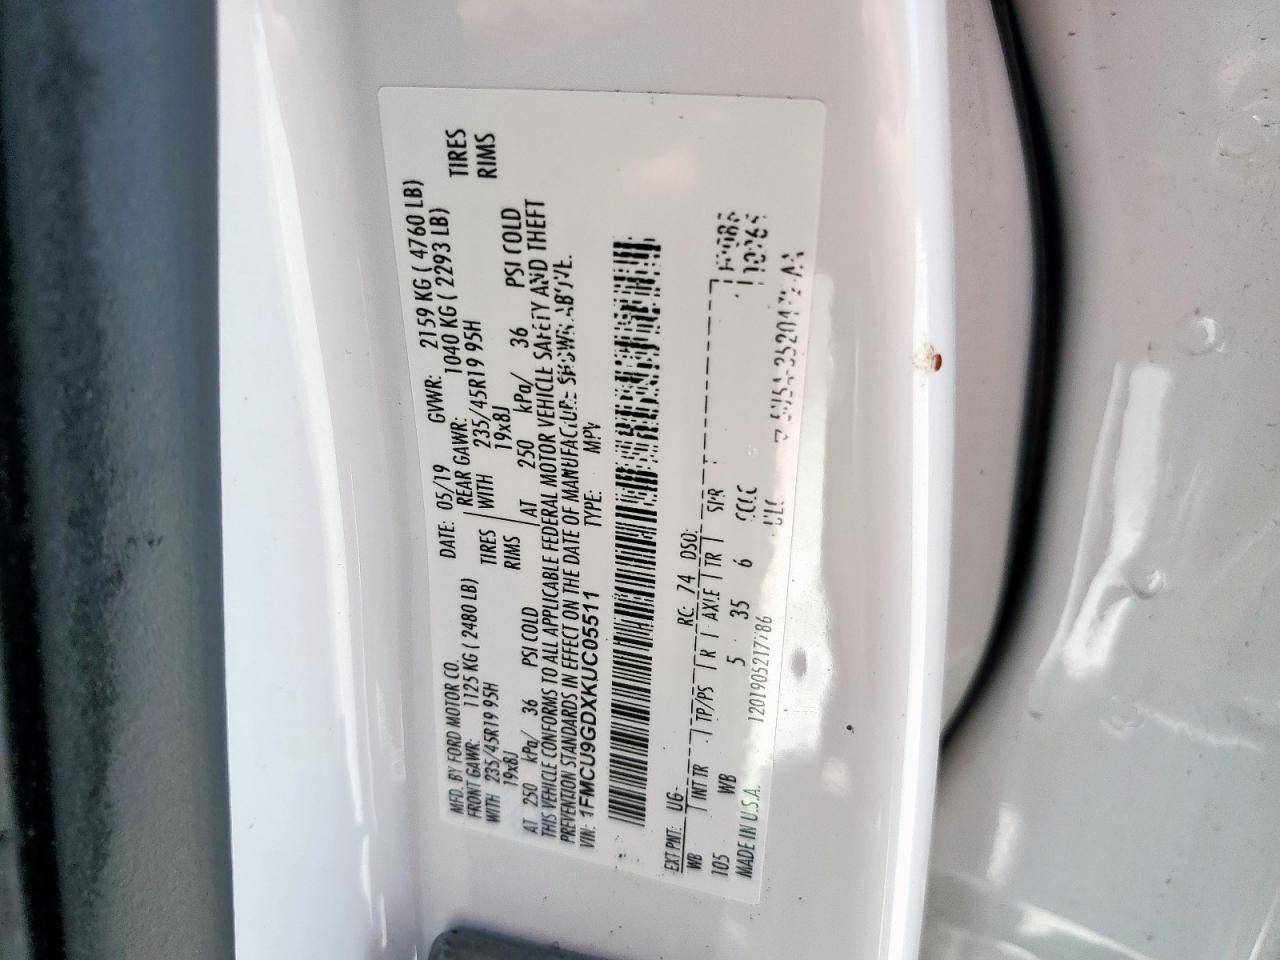 MFD. BY FORD MOTOR CO.
DATE: 05/19 GVWR: 2159 KG ( 4760 LB)
FRONT GAWR: 1125 KG ( 2480 LB) REAR GAWR: 1040 KG ( 2293 LB)
WITH 235/45R19 95H TIRES WITH 235/45R19 95H TIRES
19x8J RIMS 19x8J RIMS
AT 250 kPa/ 36 PSI COLD AT 250 kPa/ 36 PSI COLD
THIS VEHICLE CONFORMS TO ALL APPLICABLE FEDERAL MOTOR VEHICLE SAFETY AND THEFT
PREVENTION STANDARDS IN EFFECT ON THE DATE OF MANUFACTURE SHOWN ABOVE.
VIN: 1FMCU9GDXKUC05511 TYPE: MPV
EXT PNT: UG- RC: 74 DSO:
WB INT TR TP/PS R AXLE TR SPR
105 WB 5 35 6
MADE IN U.S.A. 1201905217786